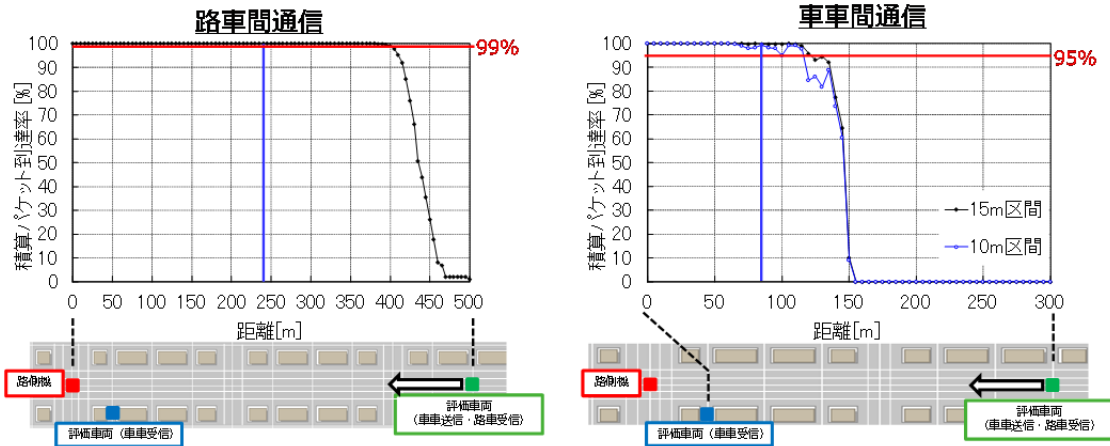 路車間通信
100
90
80
70
60
50
40
30
20
10
0
積算パケット到達率 [%]
99%
0 50 100 150 200 250 300 350 400 450 500
距離[m]
路側機
評価車両（車車受信）
評価車両
（車車送信・路車受信）
車車間通信
100
90
80
70
60
50
40
30
20
10
0
積算パケット到達率 [%]
95%
15m区間
10m区間
0 50 100 150 200 250 300
距離[m]
路側機
評価車両（車車受信）
評価車両
（車車送信・路車受信）